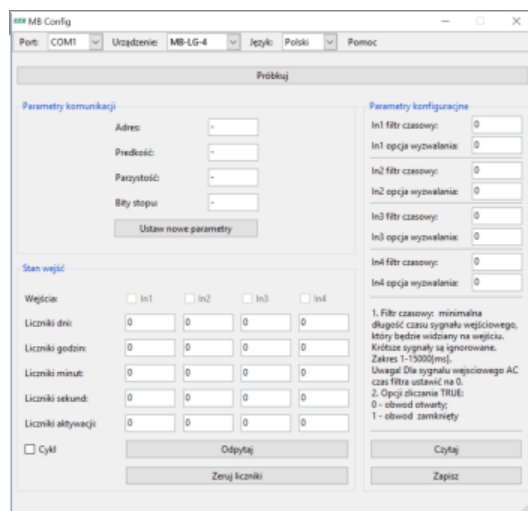 MB Config
Port: COM1 Urządzenie: MB-LG-4 Język: Polski Pomoc
Próbkuj
Parametry komunikacji
Adres: -
Predkość: -
Parzystość: -
Bity stopu: -
Ustaw nowe parametry
Stan wejść
Wejścia: In1 In2 In3 In4
Liczniki dni: 0 0 0 0
Liczniki godzin: 0 0 0 0
Liczniki minut: 0 0 0 0
Liczniki sekund: 0 0 0 0
Liczniki aktywacji: 0 0 0 0
Cykl Odpytaj
Zeruj liczniki
Parametry konfiguracjne
In1 filtr czasowy: 0
In1 opcja wyzwalania: 0
In2 filtr czasowy: 0
In2 opcja wyzwalania: 0
In3 filtr czasowy: 0
In3 opcja wyzwalania: 0
In4 filtr czasowy: 0
In4 opcja wyzwalania: 0
1. Filtr czasowy: minimalna
długość czasu sygnału wejściowego,
który będzie widziany na wejściu.
Krótsze sygnały są ignorowane.
Zakres 1-15000[ms].
Uwaga! Dla sygnału wejsciowego AC
czas filtra ustawić na 0.
2. Opcji zliczania TRUE:
0 - obwod otwarty;
1 - obwod zamknięty
Czytaj
Zapisz